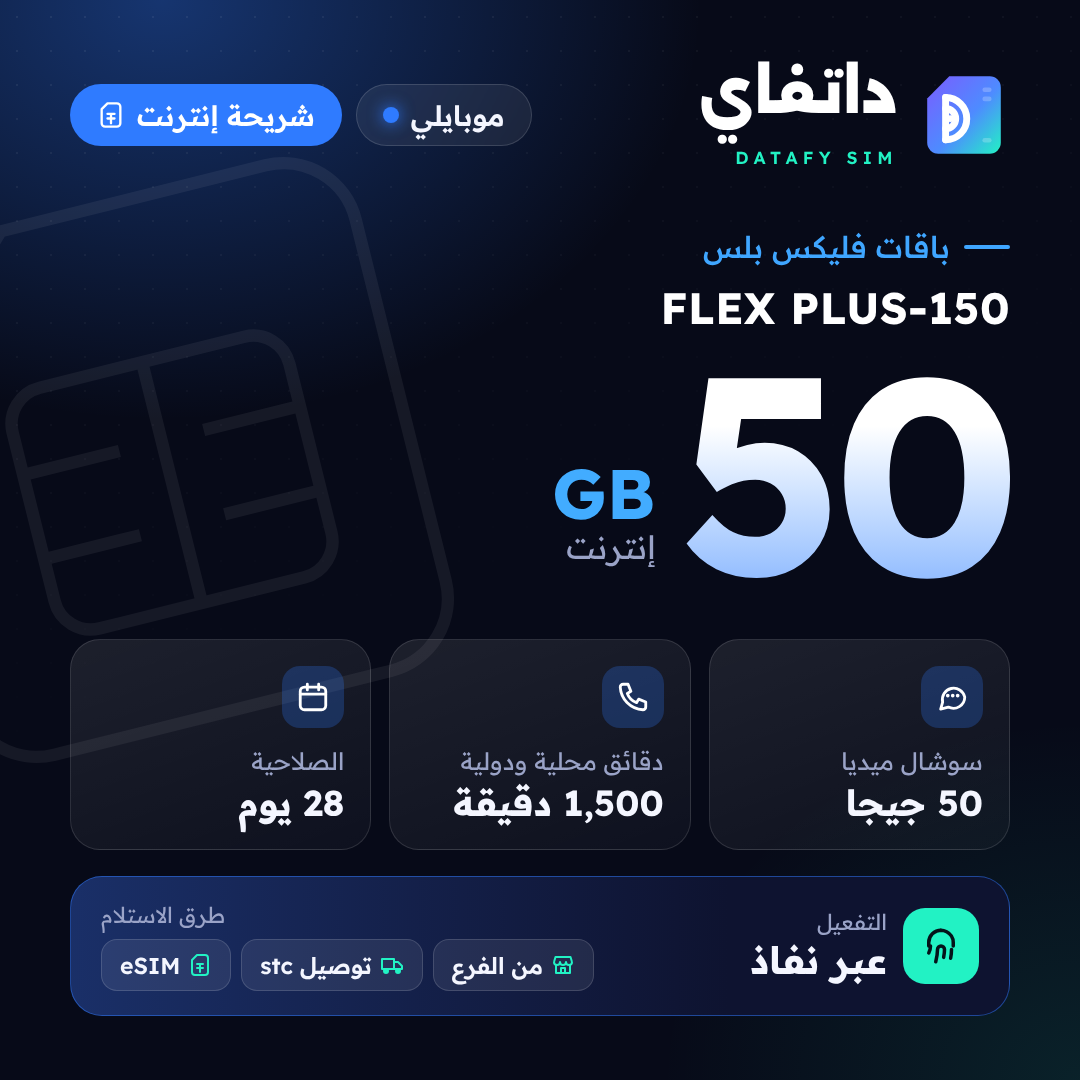 داتفاي
DATAFY SIM
موبايلي
شريحة إنترنت
باقات فليكس بلس
FLEX PLUS-150
50
GB
إنترنت
سوشال ميديا
50 جيجا
دقائق محلية ودولية
1,500 دقيقة
الصلاحية
28 يوم
التفعيل
عبر نفاذ
طرق الاستلام
من الفرع
توصيل stc
eSIM